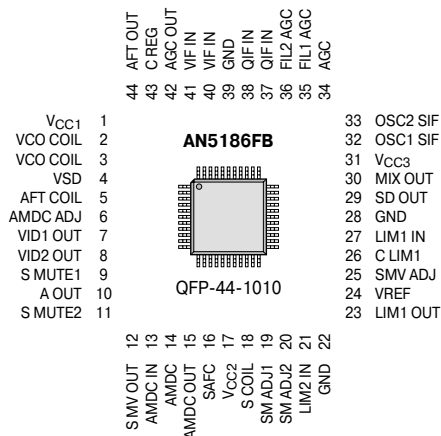 44 AFT OUT
43 C REG
42 AGC OUT
41 VIF IN
40 VIF IN
39 GND
38 QIF IN
37 QIF IN
36 FIL2 AGC
35 FIL1 AGC
34 AGC
VCC1 1
VCO COIL 2
VCO COIL 3
VSD 4
AFT COIL 5
AMDC ADJ 6
VID1 OUT 7
VID2 OUT 8
S MUTE1 9
A OUT 10
S MUTE2 11
AN5186FB
QFP-44-1010
33 OSC2 SIF
32 OSC1 SIF
31 VCC3
30 MIX OUT
29 SD OUT
28 GND
27 LIM1 IN
26 C LIM1
25 SMV ADJ
24 VREF
23 LIM1 OUT
S MV OUT 12
AMDC IN 13
AMDC 14
AMDC OUT 15
SAFC 16
VCC2 17
S COIL 18
SM ADJ1 19
SM ADJ2 20
LIM2 IN 21
GND 22